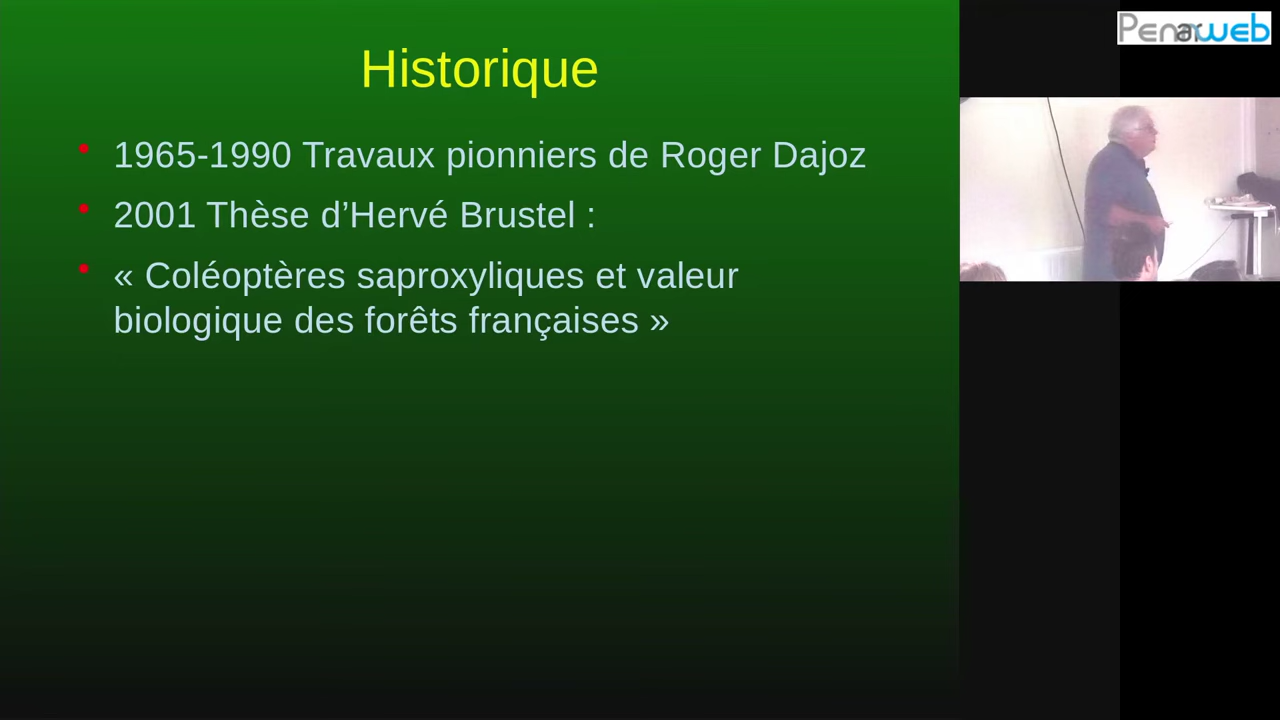 Historique
1965-1990 Travaux pionniers de Roger Dajoz
2001 Thèse d’Hervé Brustel :
« Coléoptères saproxyliques et valeur
biologique des forêts françaises »
Penarweb